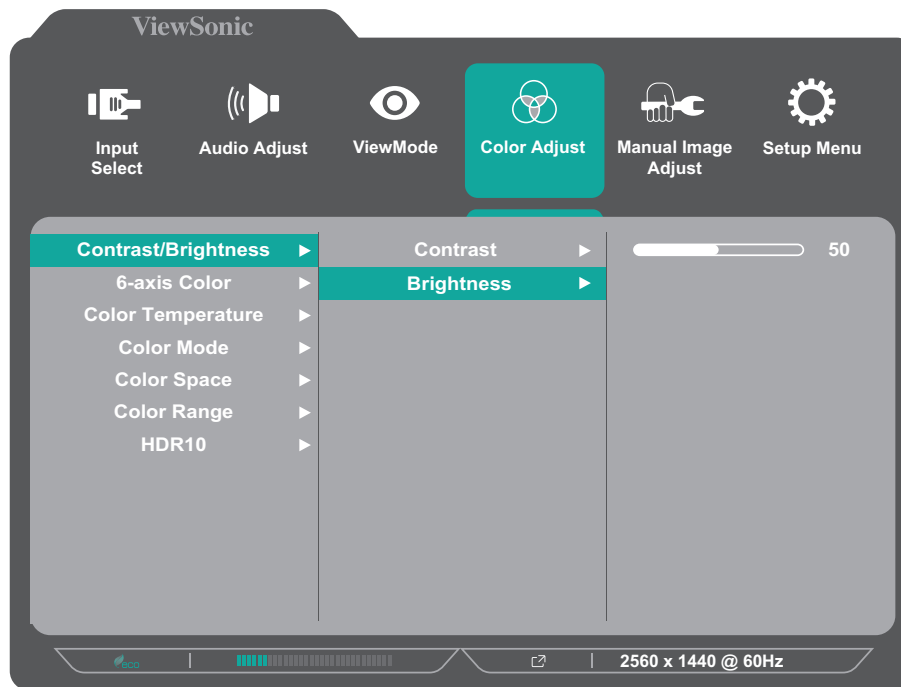 ViewSonic
Input Select
Audio Adjust
ViewMode
Color Adjust
Manual Image Adjust
Setup Menu
Contrast/Brightness
6-axis Color
Color Temperature
Color Mode
Color Space
Color Range
HDR10
Contrast
Brightness
50
eco
2560 x 1440 @ 60Hz